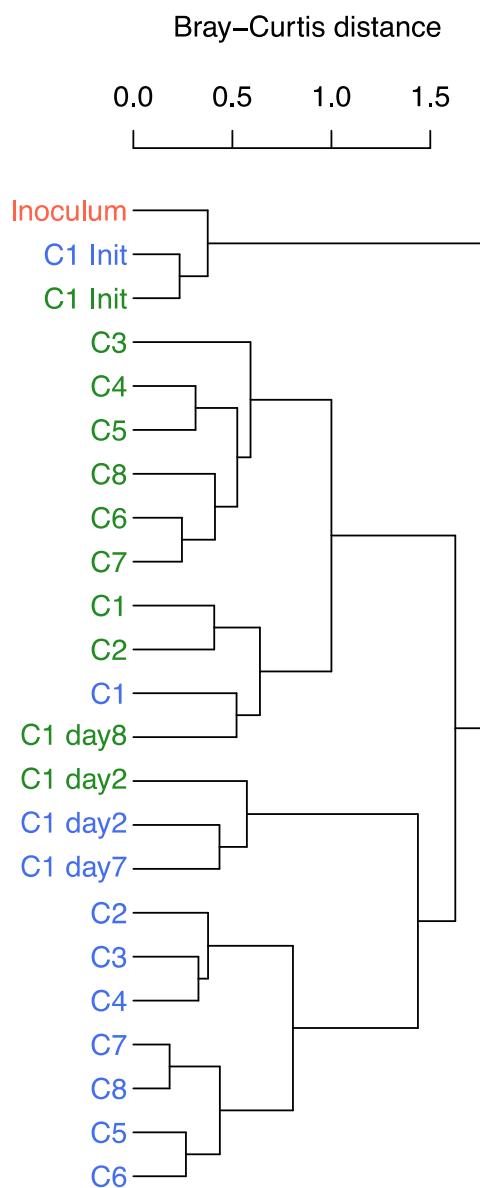 Bray−Curtis distance
0.0 0.5 1.0 1.5
Inoculum
C1 Init
C1 Init
C3
C4
C5
C8
C6
C7
C1
C2
C1
C1 day8
C1 day2
C1 day2
C1 day7
C2
C3
C4
C7
C8
C5
C6